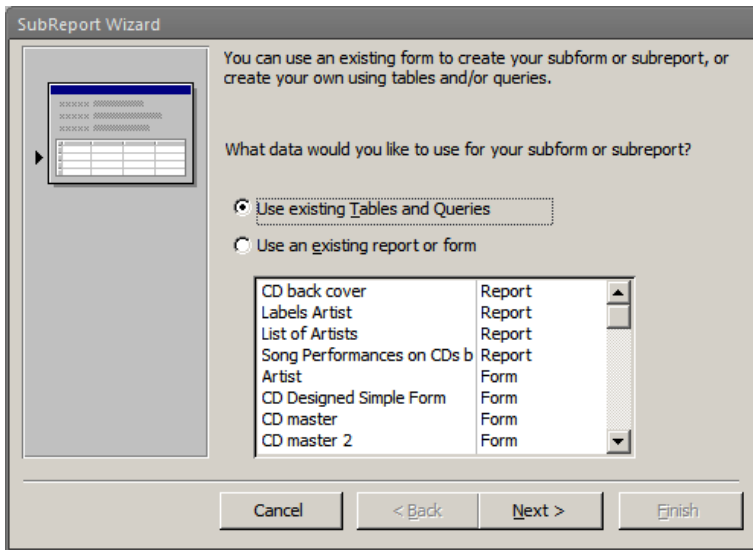 SubReport Wizard
You can use an existing form to create your subform or subreport, or
create your own using tables and/or queries.
What data would you like to use for your subform or subreport?
Use existing Tables and Queries
Use an existing report or form
CD back cover Report
Labels Artist Report
List of Artists Report
Song Performances on CDs b Report
Artist Form
CD Designed Simple Form Form
CD master Form
CD master 2 Form
Cancel < Back Next > Finish